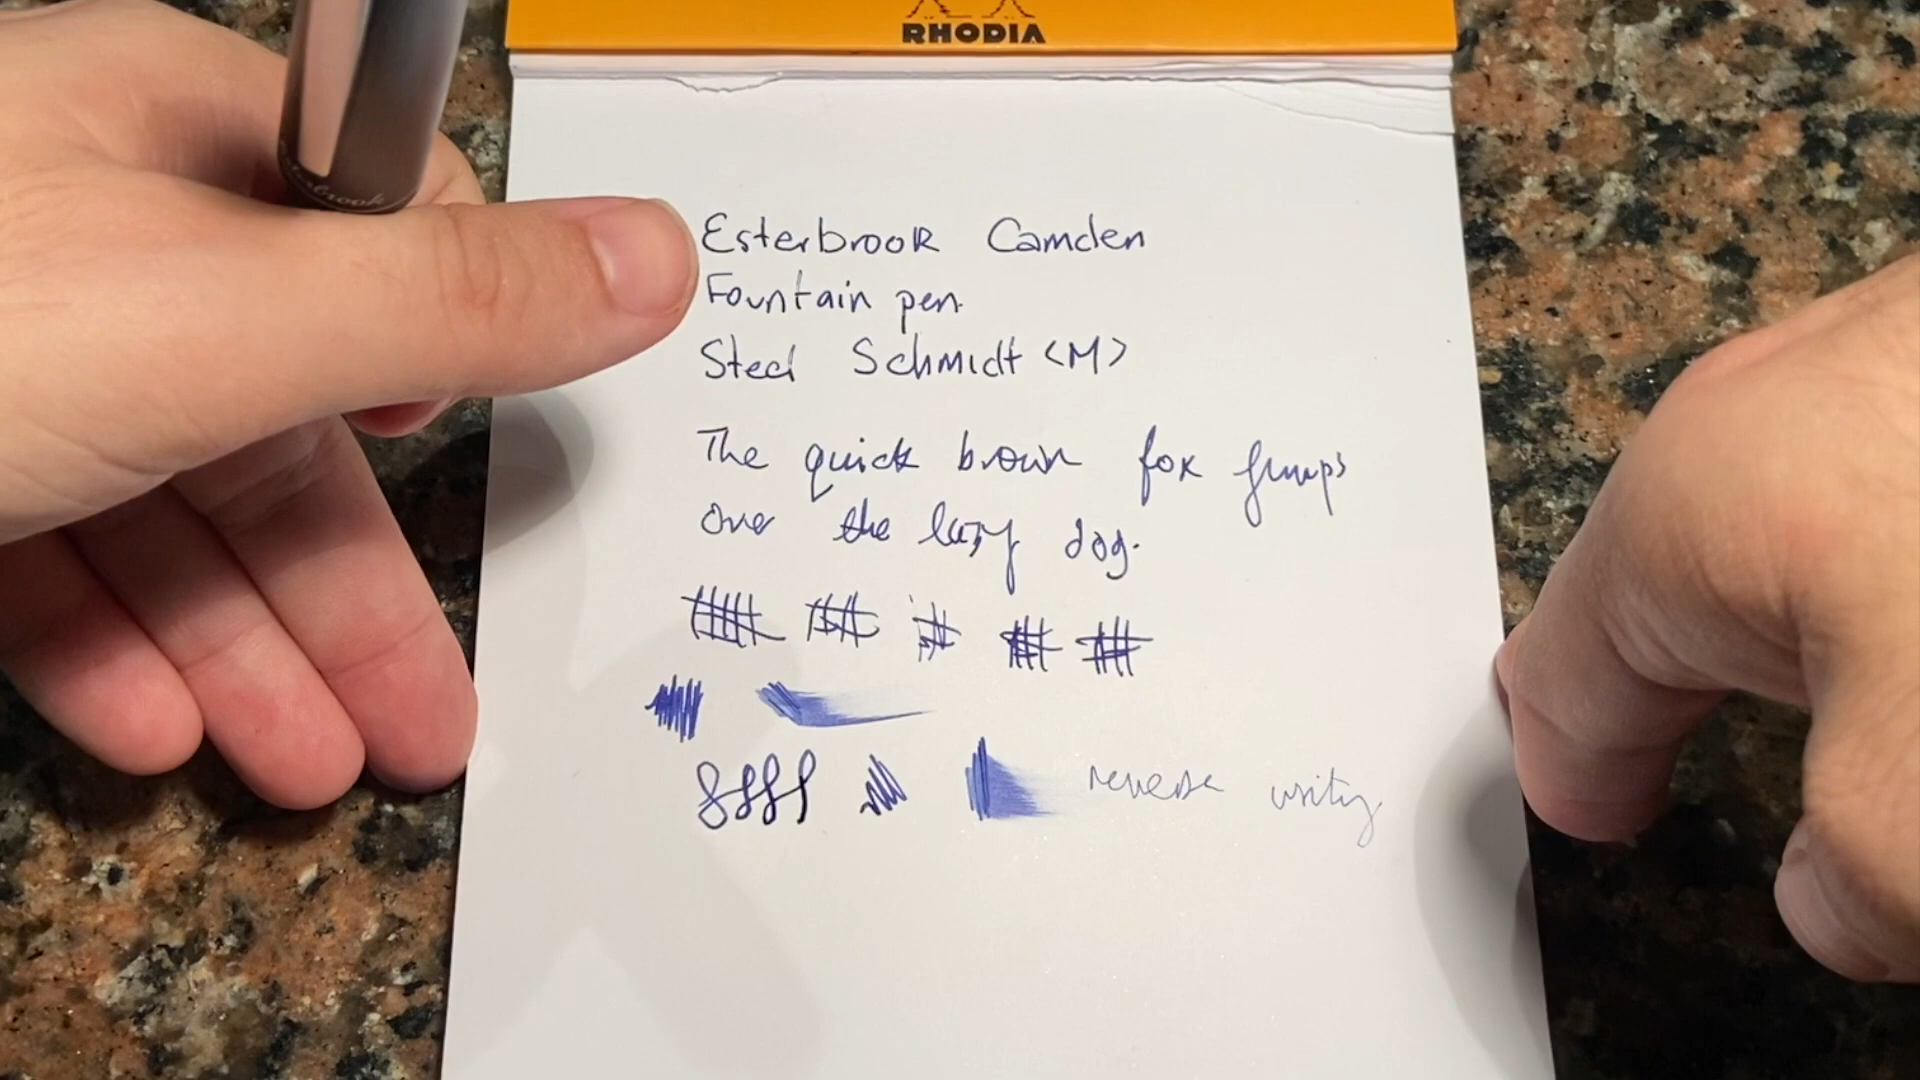 RHODIA
Esterbrook
Esterbrook Camden
Fountain pen.
Steel Schmidt <M>
The quick brown fox jumps
over the lazy dog.
reverse writing